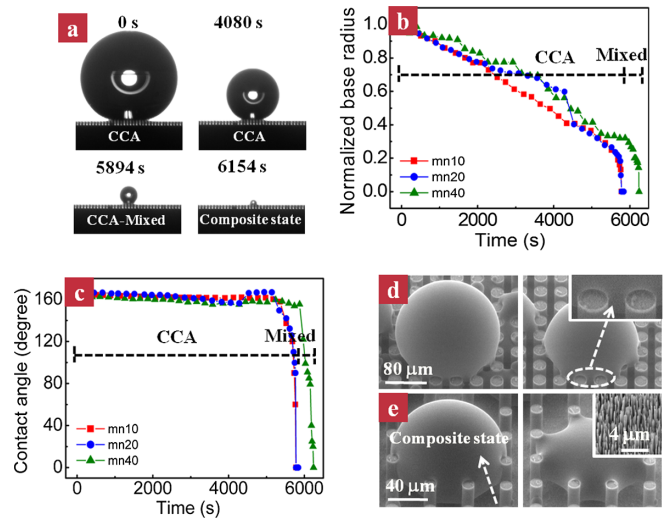 a
0 s
4080 s
CCA
CCA
5894 s
6154 s
CCA-Mixed
Composite state
b
Normalized base radius
1.0
0.8
0.6
0.4
0.2
0.0
CCA
Mixed
mn10
mn20
mn40
0
2000
4000
6000
Time (s)
c
Contact angle (degree)
160
120
80
40
0
CCA
Mixed
mn10
mn20
mn40
0
2000
4000
6000
Time (s)
d
80 μm
e
Composite state
40 μm
4 μm